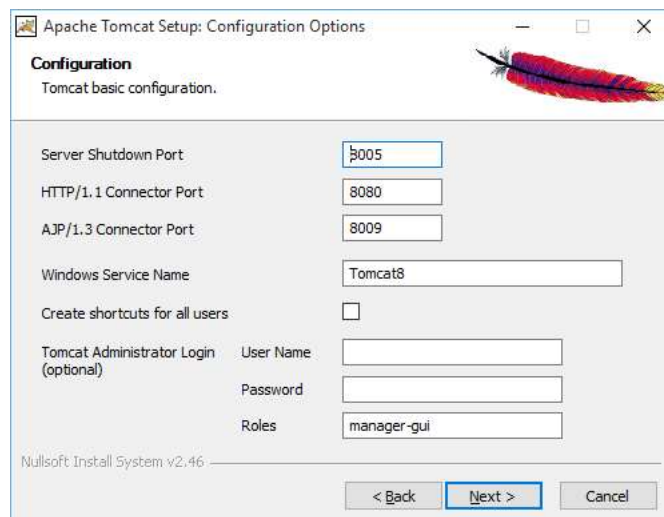 Apache Tomcat Setup: Configuration Options
Configuration
Tomcat basic configuration.
Server Shutdown Port 8005
HTTP/1.1 Connector Port 8080
AJP/1.3 Connector Port 8009
Windows Service Name Tomcat8
Create shortcuts for all users
Tomcat Administrator Login User Name
(optional)
Password
Roles manager-gui
Nullsoft Install System v2.46
< Back Next > Cancel